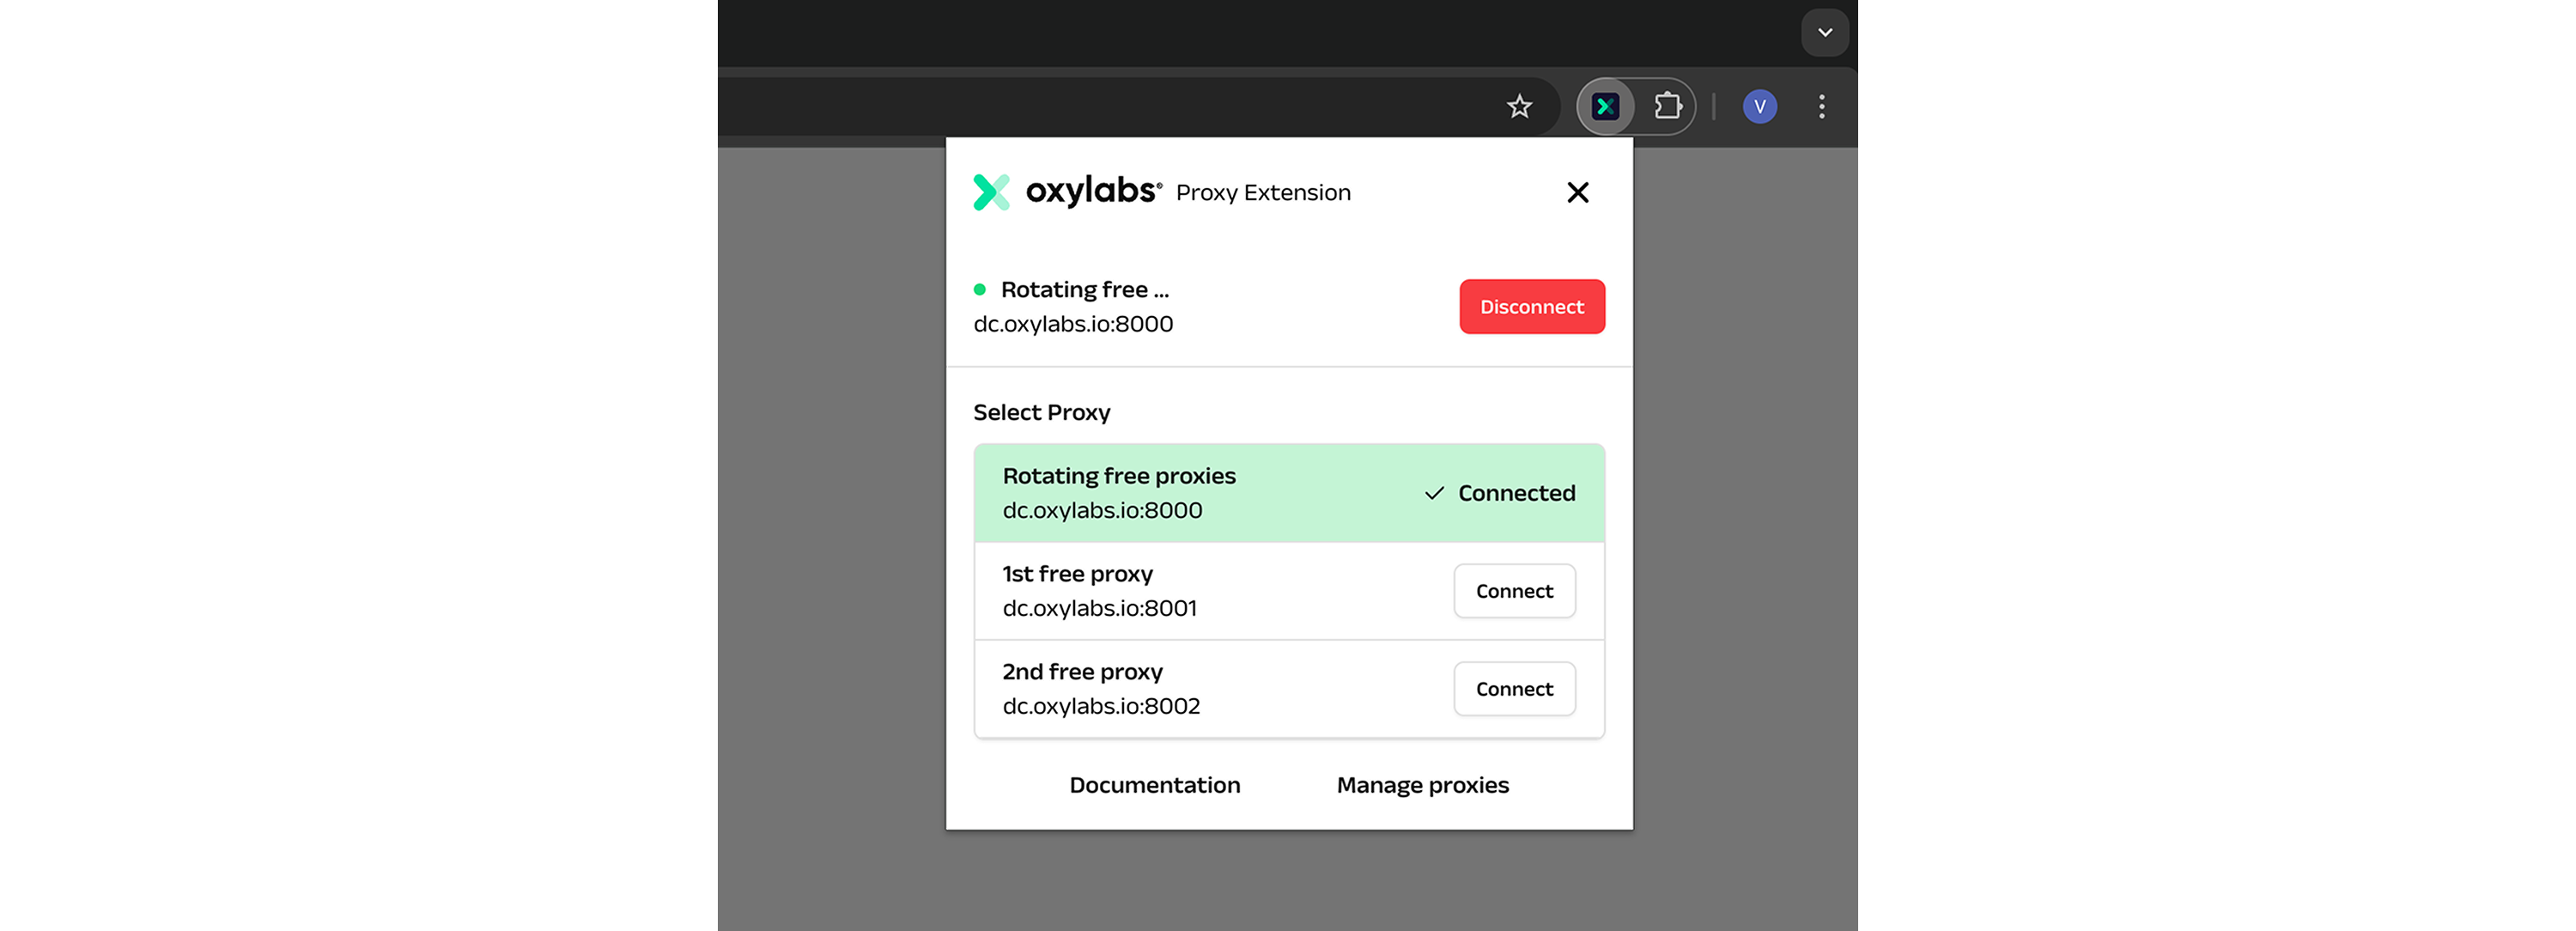 V
oxylabs® Proxy Extension
Rotating free ...
dc.oxylabs.io:8000
Disconnect
Select Proxy
Rotating free proxies
dc.oxylabs.io:8000
Connected
1st free proxy
dc.oxylabs.io:8001
Connect
2nd free proxy
dc.oxylabs.io:8002
Connect
Documentation Manage proxies